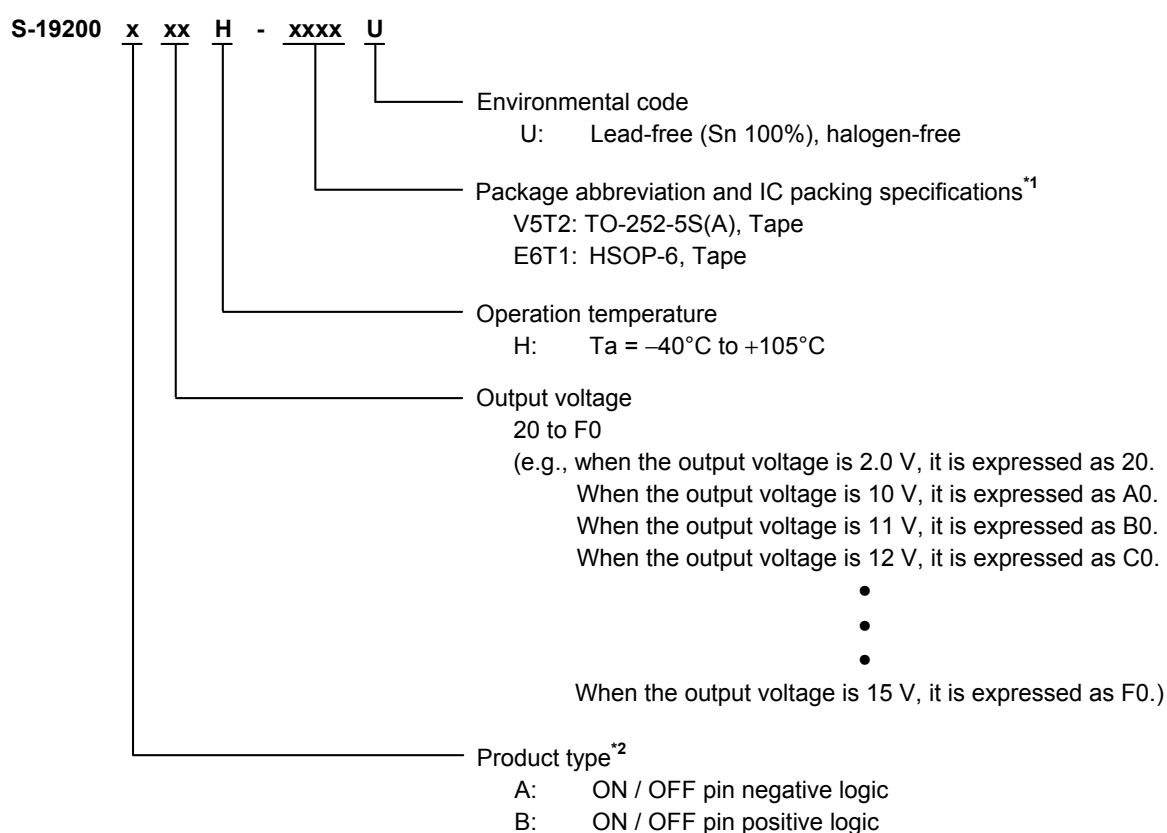 S-19200 x xx H - xxxx U
Environmental code
U: Lead-free (Sn 100%), halogen-free
Package abbreviation and IC packing specifications*1
V5T2: TO-252-5S(A), Tape
E6T1: HSOP-6, Tape
Operation temperature
H: Ta = −40°C to +105°C
Output voltage
20 to F0
(e.g., when the output voltage is 2.0 V, it is expressed as 20.
When the output voltage is 10 V, it is expressed as A0.
When the output voltage is 11 V, it is expressed as B0.
When the output voltage is 12 V, it is expressed as C0.
•
•
•
When the output voltage is 15 V, it is expressed as F0.)
Product type*2
A: ON / OFF pin negative logic
B: ON / OFF pin positive logic